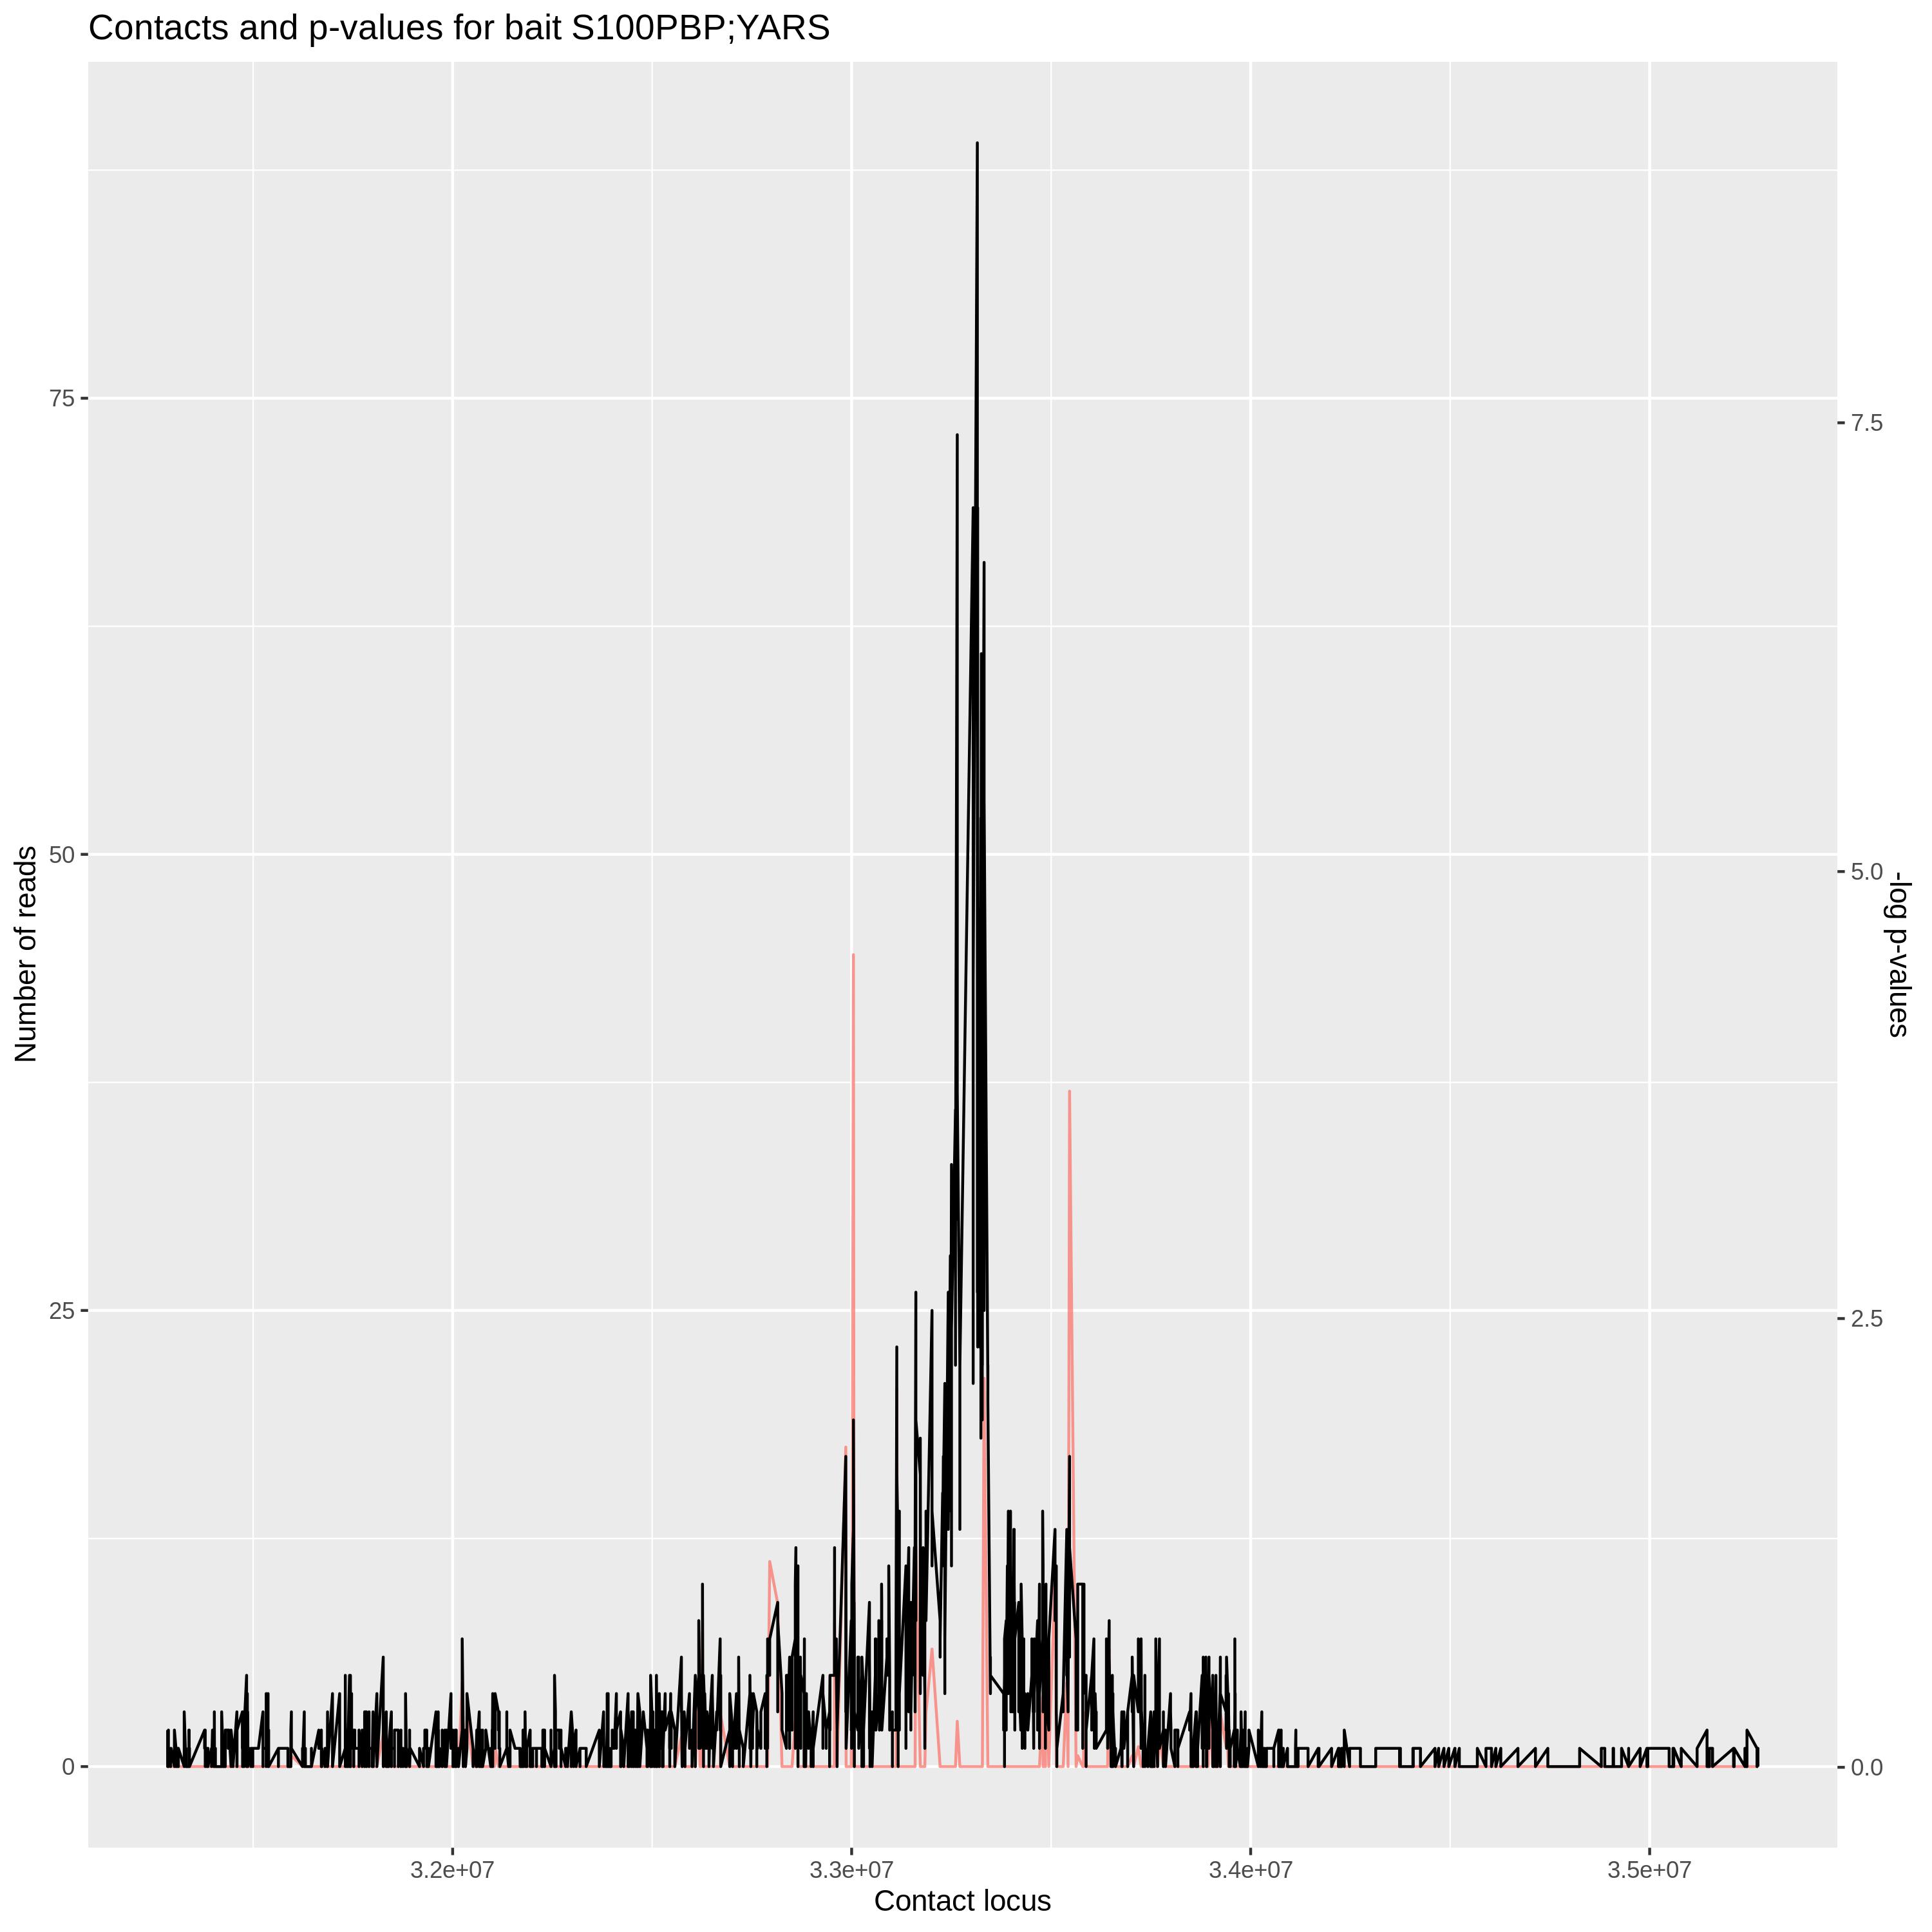 Contacts and p-values for bait S100PBP;YARS
Number of reads
75
50
25
0
7.5
5.0
2.5
0.0
-log p-values
3.2e+07
3.3e+07
3.4e+07
3.5e+07
Contact locus